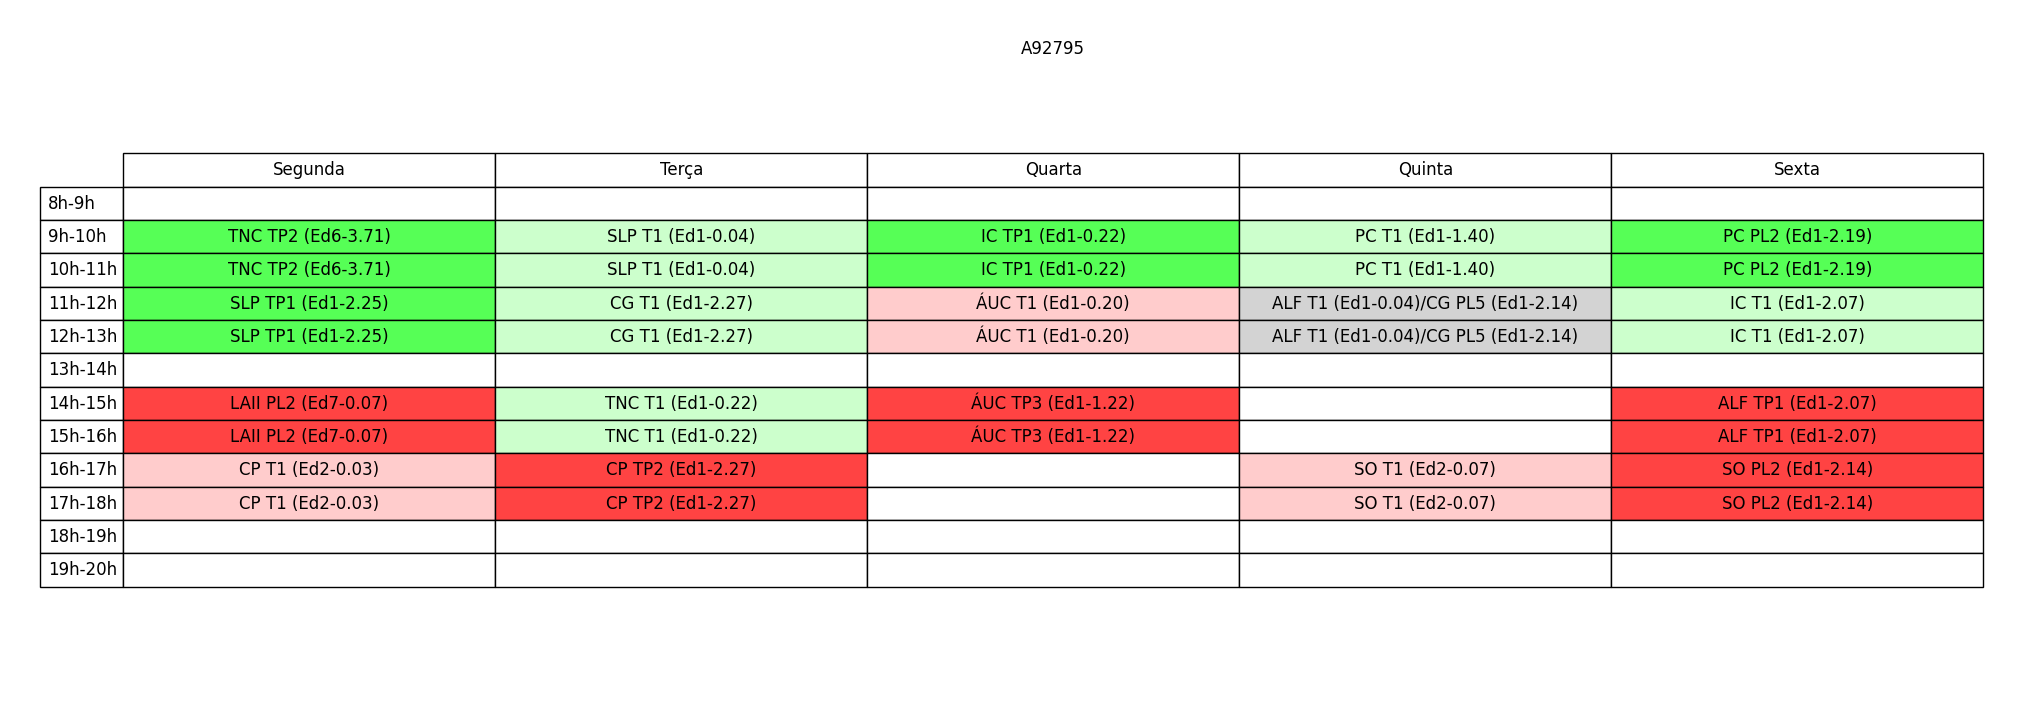 A92795
Segunda Terça Quarta Quinta Sexta
8h-9h
9h-10h TNC TP2 (Ed6-3.71) SLP T1 (Ed1-0.04) IC TP1 (Ed1-0.22) PC T1 (Ed1-1.40) PC PL2 (Ed1-2.19)
10h-11h TNC TP2 (Ed6-3.71) SLP T1 (Ed1-0.04) IC TP1 (Ed1-0.22) PC T1 (Ed1-1.40) PC PL2 (Ed1-2.19)
11h-12h SLP TP1 (Ed1-2.25) CG T1 (Ed1-2.27) ÁUC T1 (Ed1-0.20) ALF T1 (Ed1-0.04)/CG PL5 (Ed1-2.14) IC T1 (Ed1-2.07)
12h-13h SLP TP1 (Ed1-2.25) CG T1 (Ed1-2.27) ÁUC T1 (Ed1-0.20) ALF T1 (Ed1-0.04)/CG PL5 (Ed1-2.14) IC T1 (Ed1-2.07)
13h-14h
14h-15h LAII PL2 (Ed7-0.07) TNC T1 (Ed1-0.22) ÁUC TP3 (Ed1-1.22) ALF TP1 (Ed1-2.07)
15h-16h LAII PL2 (Ed7-0.07) TNC T1 (Ed1-0.22) ÁUC TP3 (Ed1-1.22) ALF TP1 (Ed1-2.07)
16h-17h CP T1 (Ed2-0.03) CP TP2 (Ed1-2.27) SO T1 (Ed2-0.07) SO PL2 (Ed1-2.14)
17h-18h CP T1 (Ed2-0.03) CP TP2 (Ed1-2.27) SO T1 (Ed2-0.07) SO PL2 (Ed1-2.14)
18h-19h
19h-20h